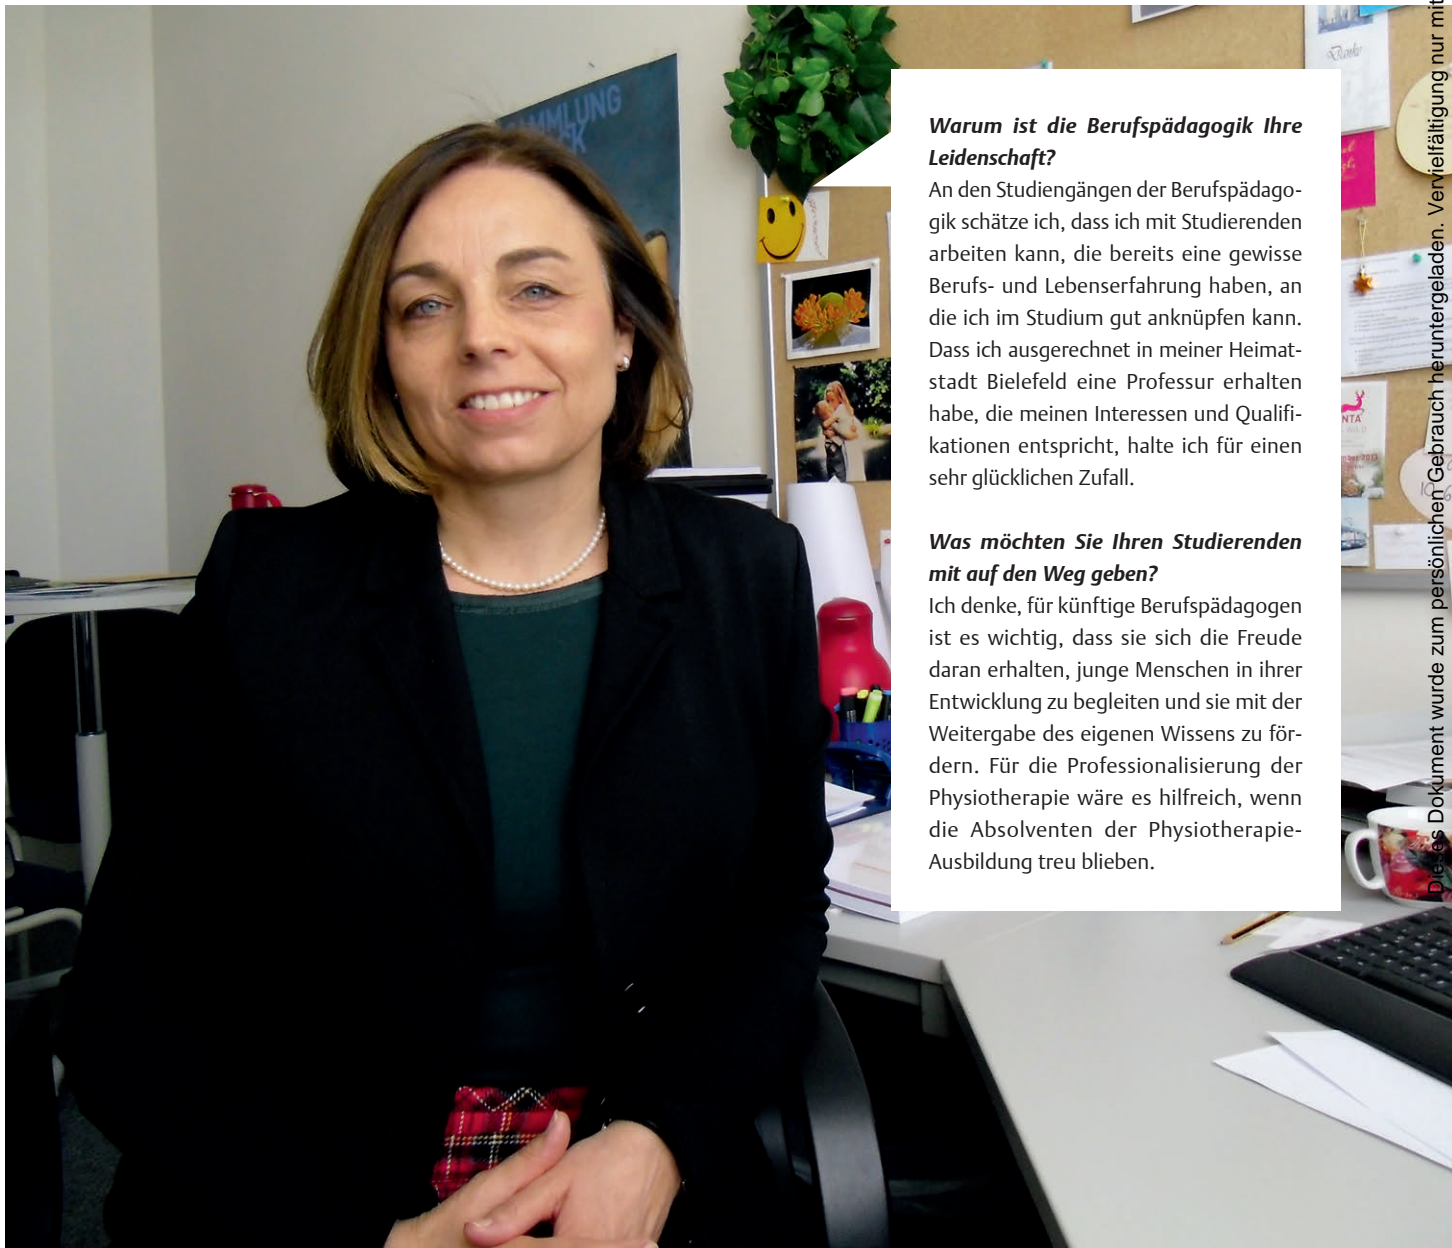 SAMMLUNG
Danke
Warum ist die Berufspädagogik Ihre
Leidenschaft?
An den Studiengängen der Berufspädago-
gik schätze ich, dass ich mit Studierenden
arbeiten kann, die bereits eine gewisse
Berufs- und Lebenserfahrung haben, an
die ich im Studium gut anknüpfen kann.
Dass ich ausgerechnet in meiner Heimat-
stadt Bielefeld eine Professur erhalten
habe, die meinen Interessen und Qualifi-
kationen entspricht, halte ich für einen
sehr glücklichen Zufall.
Was möchten Sie Ihren Studierenden
mit auf den Weg geben?
Ich denke, für künftige Berufspädagogen
ist es wichtig, dass sie sich die Freude
daran erhalten, junge Menschen in ihrer
Entwicklung zu begleiten und sie mit der
Weitergabe des eigenen Wissens zu för-
dern. Für die Professionalisierung der
Physiotherapie wäre es hilfreich, wenn
die Absolventen der Physiotherapie-
Ausbildung treu blieben.
Dieses Dokument wurde zum persönlichen Gebrauch heruntergeladen. Vervielfältigung nur mit